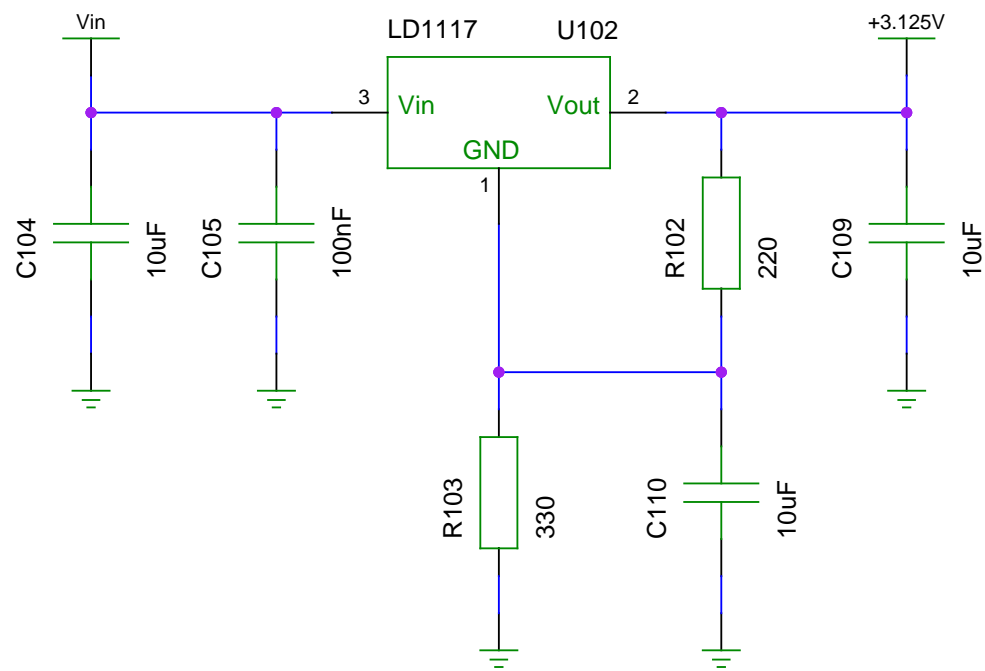 Vin
LD1117 U102
+3.125V
3 Vin Vout 2
GND
1
C104 10uF
C105 100nF
R102 220
C109 10uF
R103 330
C110 10uF